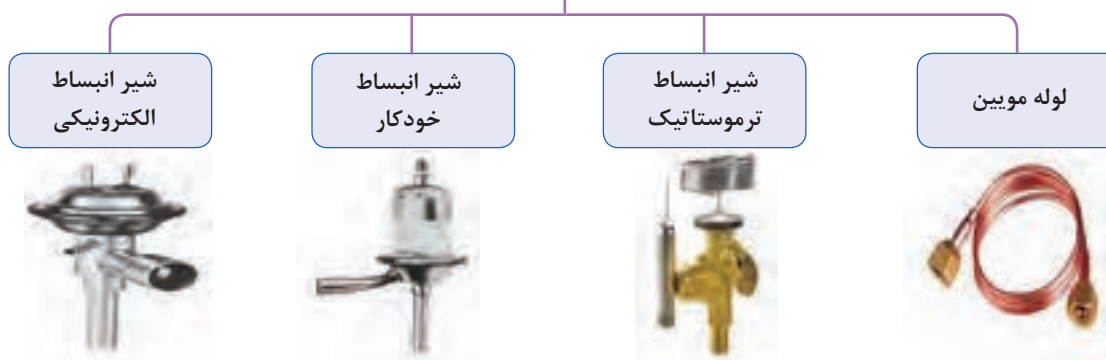 لوله مویین
شیر انبساط
ترموستاتیک
شیر انبساط
خودکار
شیر انبساط
الکترونیکی